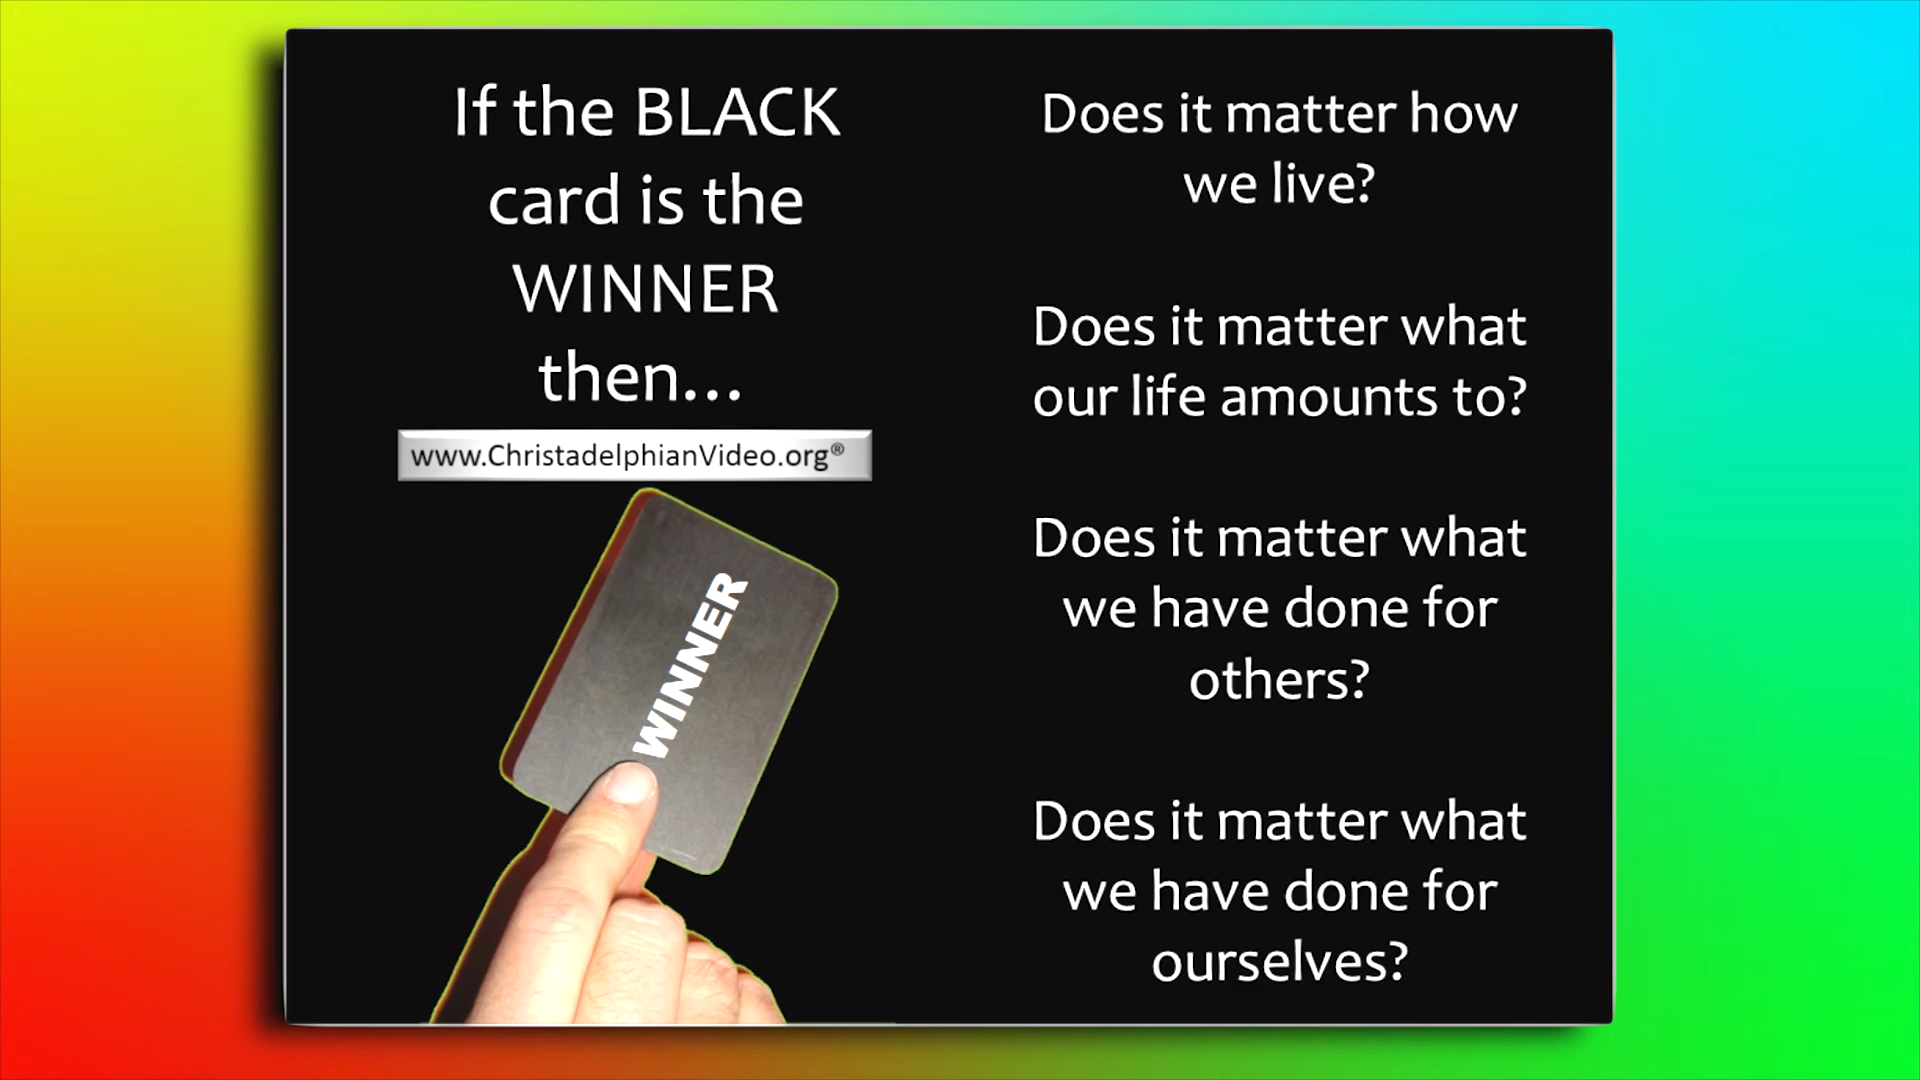 If the BLACK
card is the
WINNER
then...
www.ChristadelphianVideo.org®
WINNER
Does it matter how
we live?
Does it matter what
our life amounts to?
Does it matter what
we have done for
others?
Does it matter what
we have done for
ourselves?